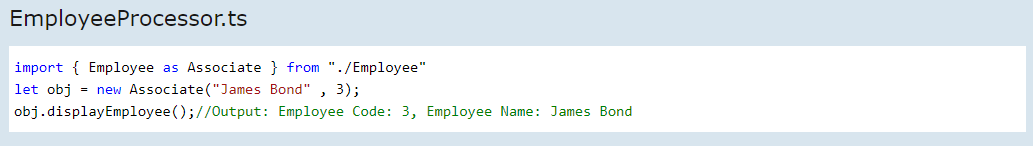 EmployeeProcessor.ts
import { Employee as Associate } from "./Employee"
let obj = new Associate("James Bond" , 3);
obj.displayEmployee();//Output: Employee Code: 3, Employee Name: James Bond